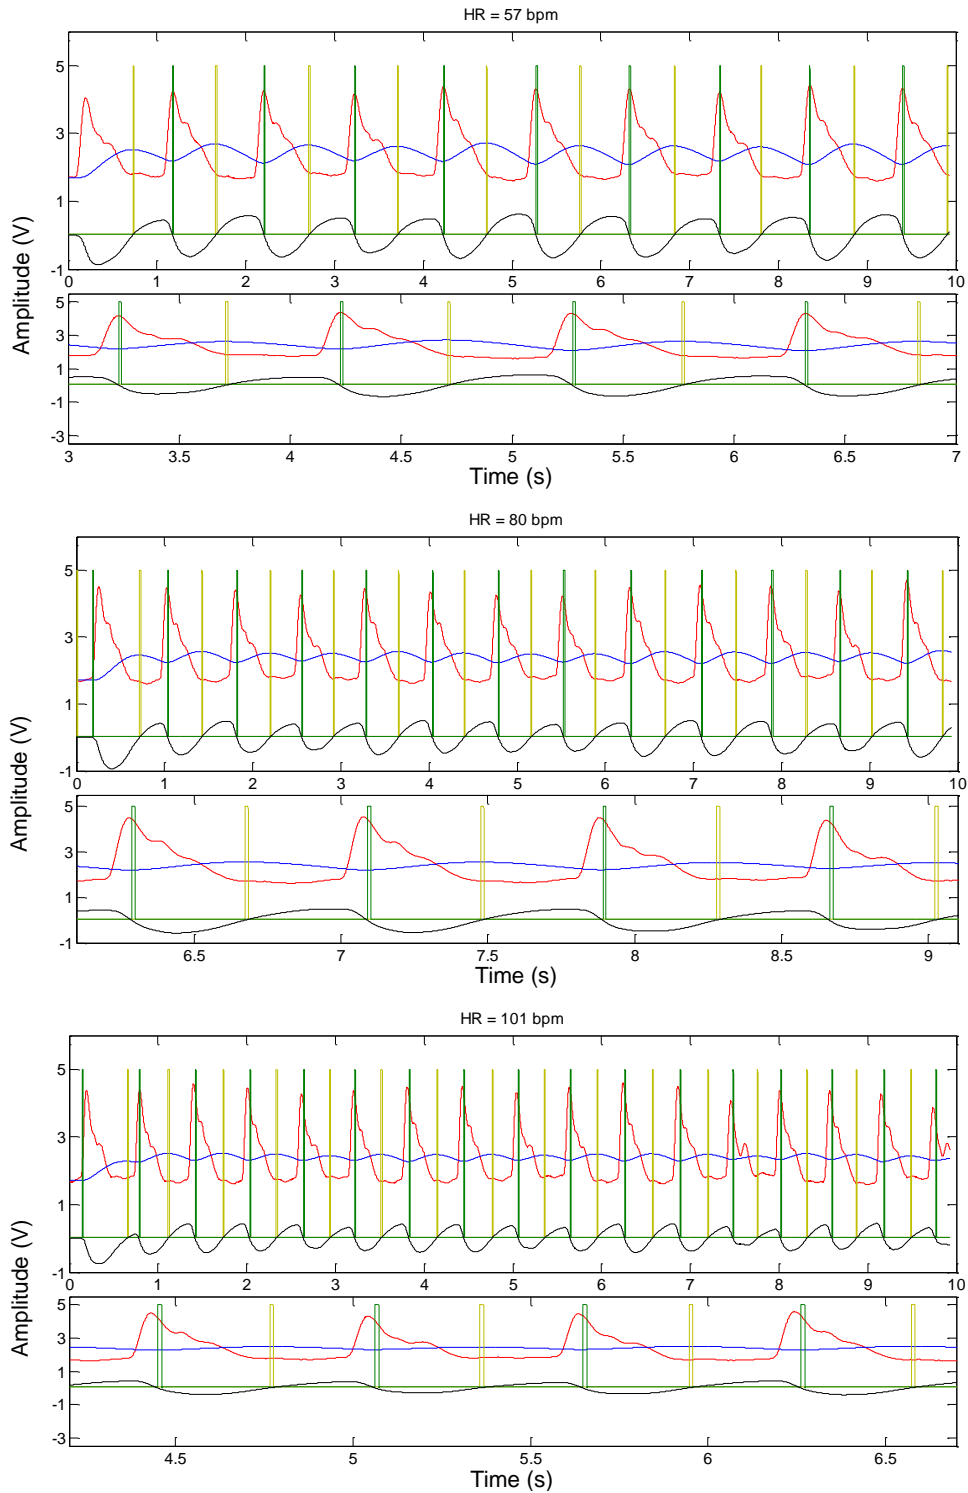 HR = 57 bpm
5
3
1
-1
0 1 2 3 4 5 6 7 8 9 10
Amplitude (V)
5
3
1
-1
-3
3 3.5 4 4.5 5 5.5 6 6.5 7
Time (s)
HR = 80 bpm
5
3
1
-1
0 1 2 3 4 5 6 7 8 9 10
Amplitude (V)
5
3
1
-1
6.5 7 7.5 8 8.5 9
Time (s)
HR = 101 bpm
5
3
1
-1
0 1 2 3 4 5 6 7 8 9 10
Amplitude (V)
5
3
1
-1
-3
4.5 5 5.5 6 6.5
Time (s)